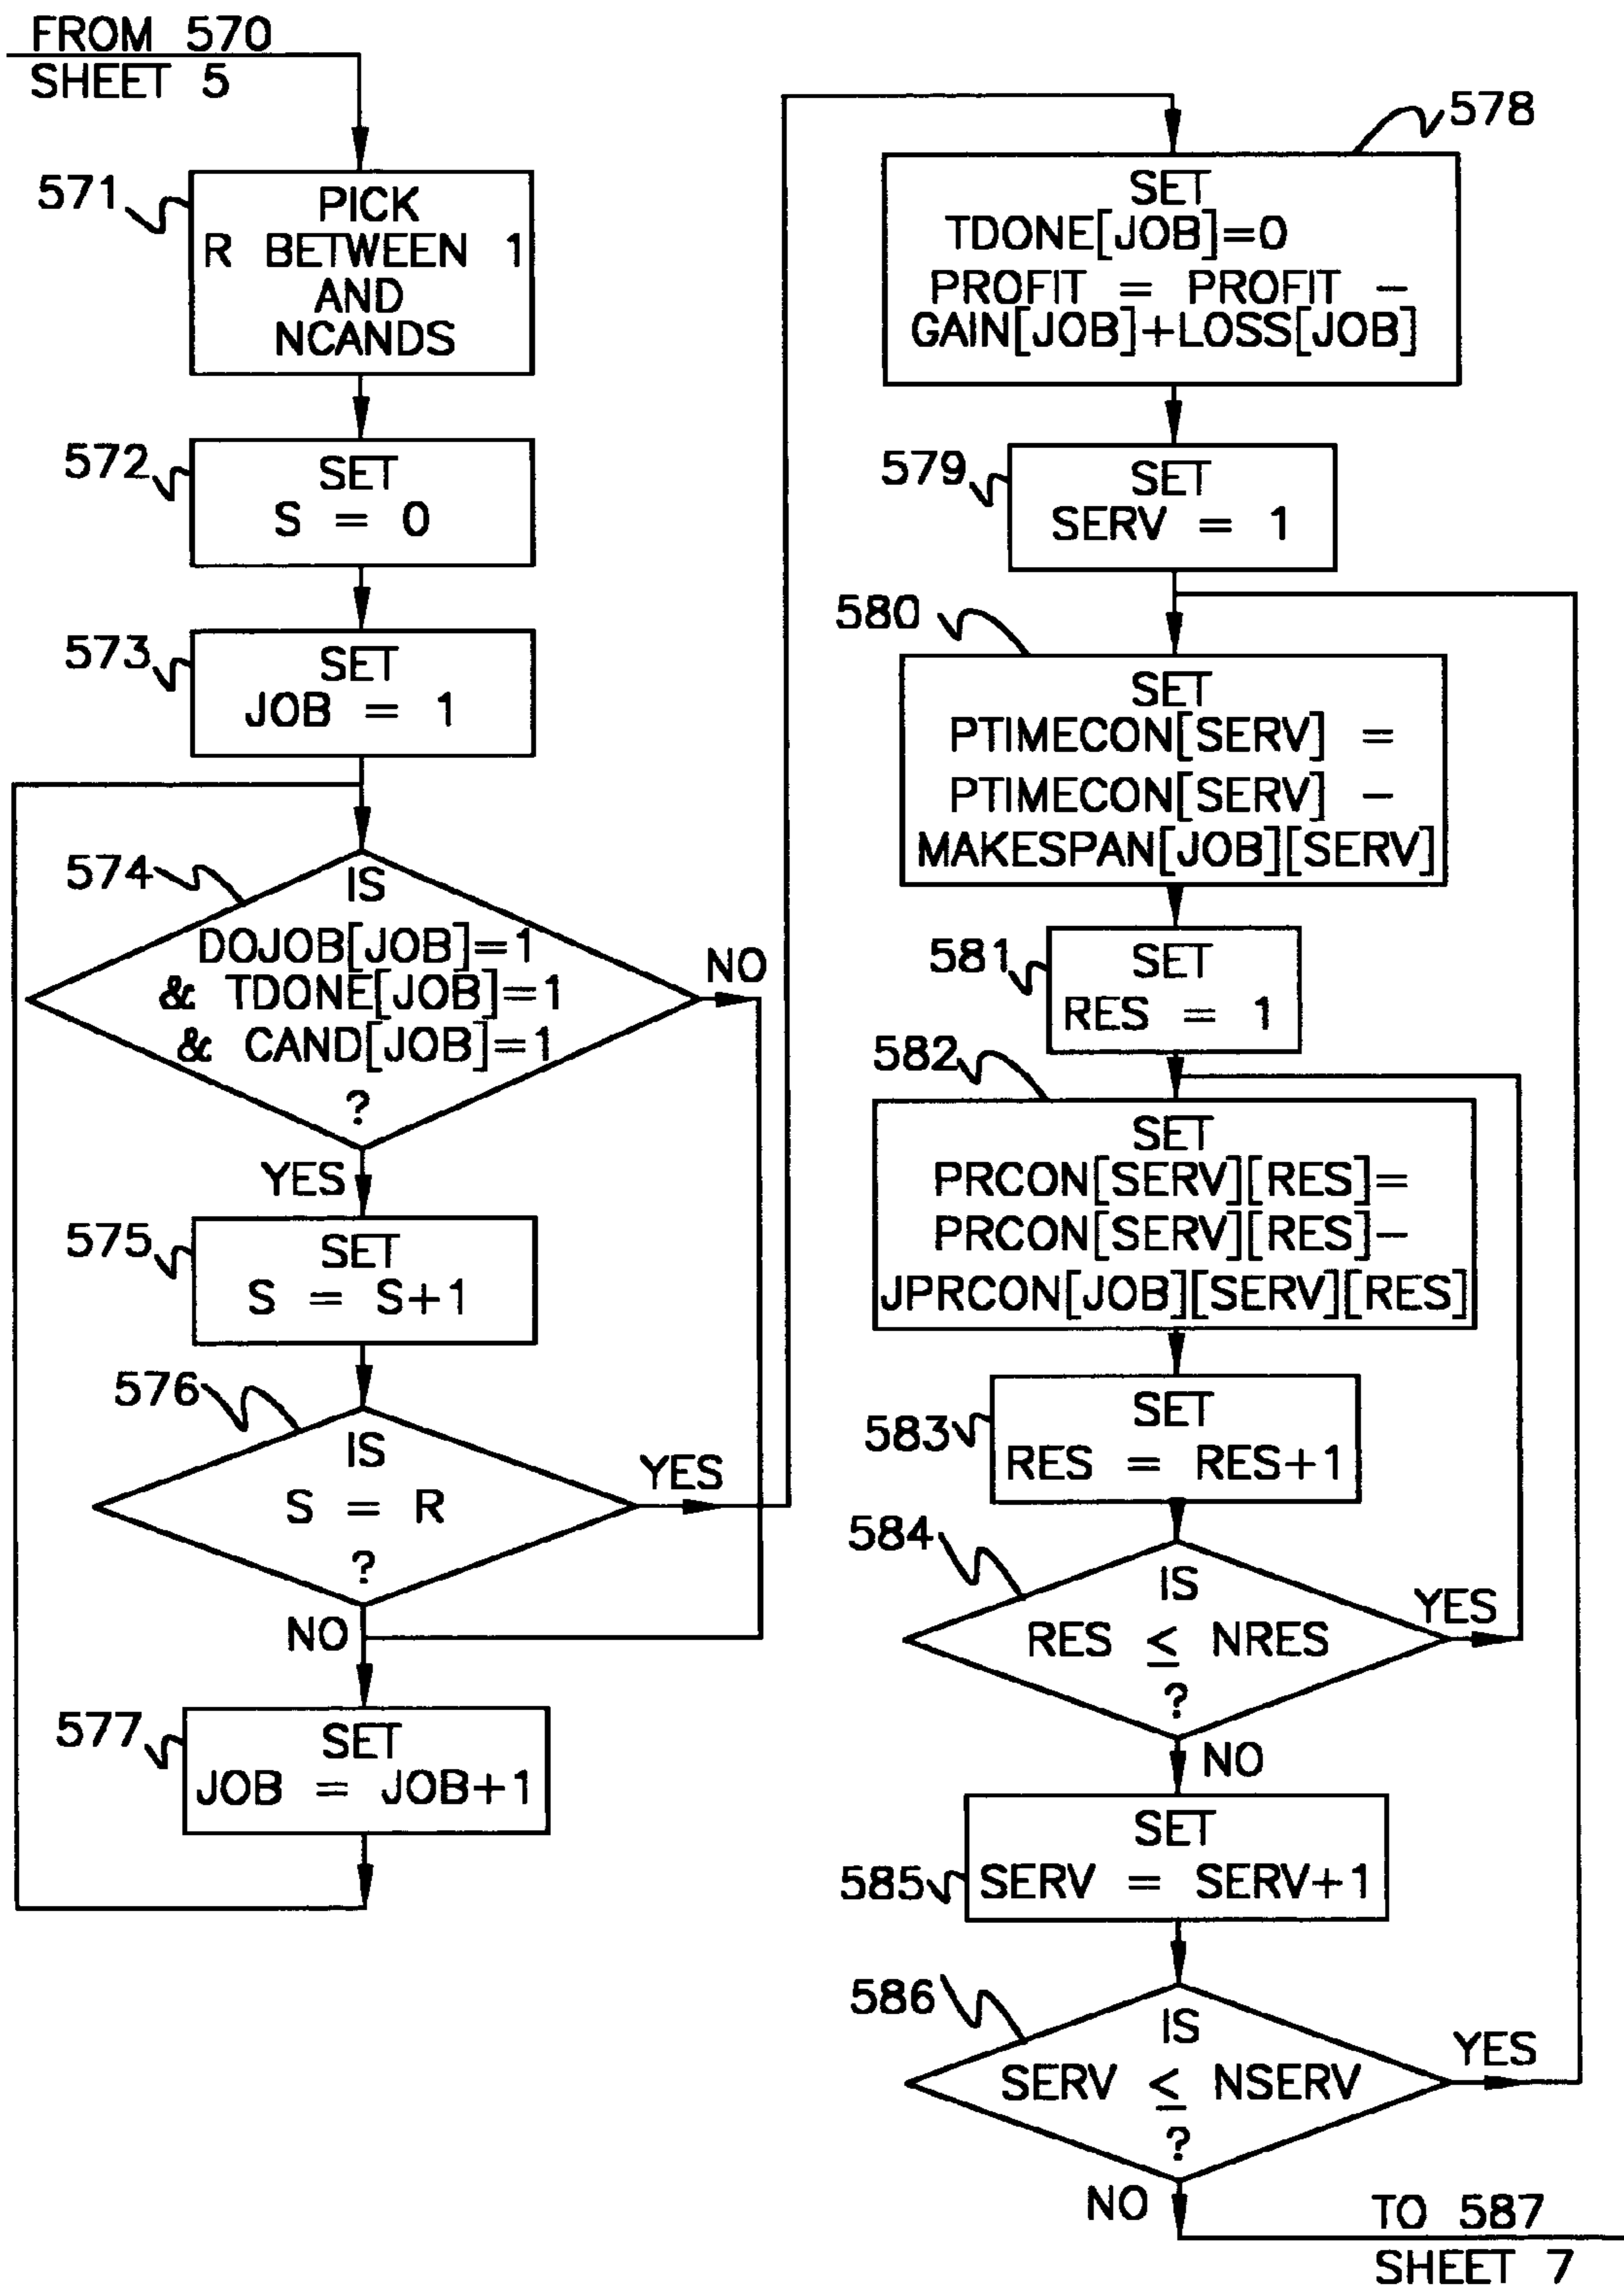 FROM 570
SHEET 5
571
PICK
R BETWEEN 1
AND
NCANDS
572
SET
S = 0
573
SET
JOB = 1
574
IS
DOJOB[JOB]=1
& TDONE[JOB]=1
& CAND[JOB]=1
?
NO
YES
575
SET
S = S+1
576
IS
S = R
?
YES
NO
577
SET
JOB = JOB+1
578
SET
TDONE[JOB]=0
PROFIT = PROFIT –
GAIN[JOB]+LOSS[JOB]
579
SET
SERV = 1
580
SET
PTIMECON[SERV] =
PTIMECON[SERV] –
MAKESPAN[JOB][SERV]
581
SET
RES = 1
582
SET
PRCON[SERV][RES]=
PRCON[SERV][RES]–
JPRCON[JOB][SERV][RES]
583
SET
RES = RES+1
584
IS
RES ≤ NRES
?
YES
NO
585
SET
SERV = SERV+1
586
IS
SERV ≤ NSERV
?
YES
NO
TO 587
SHEET 7